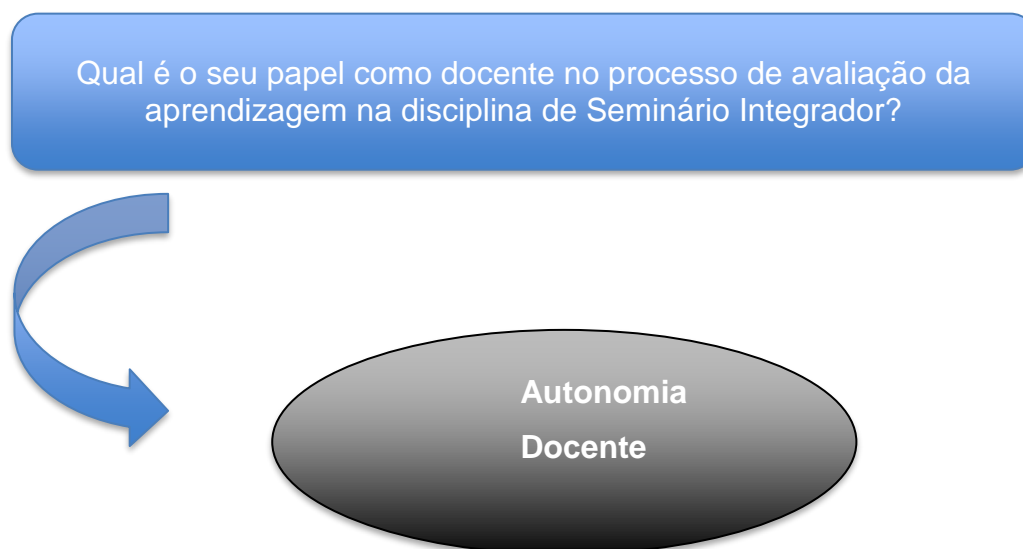 Qual é o seu papel como docente no processo de avaliação da
aprendizagem na disciplina de Seminário Integrador?
Autonomia
Docente